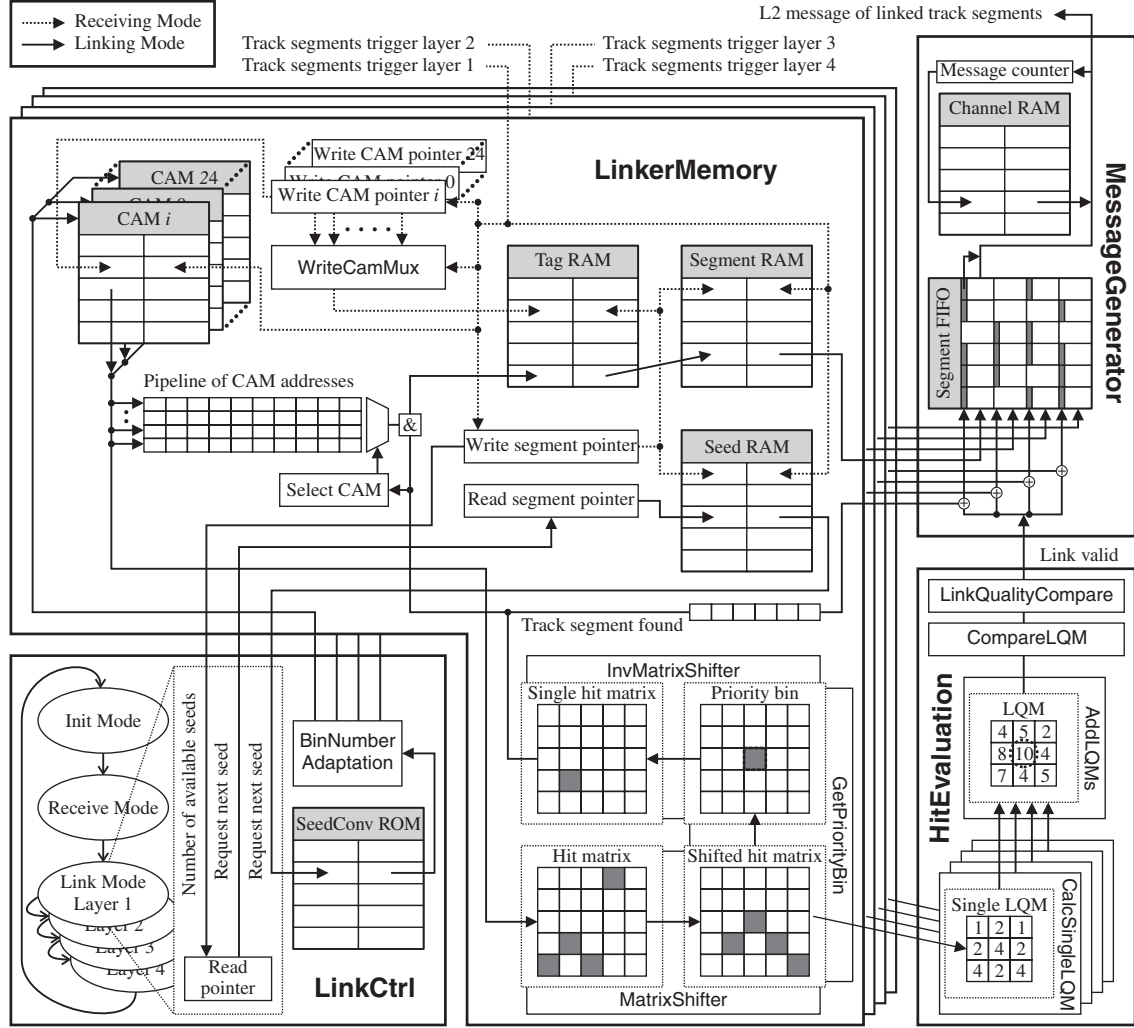 Receiving Mode
Linking Mode
Track segments trigger layer 2
Track segments trigger layer 1
Track segments trigger layer 3
Track segments trigger layer 4
L2 message of linked track segments
LinkerMemory
CAM 24
CAM 0
CAM i
Write CAM pointer 24
Write CAM pointer 0
Write CAM pointer i
WriteCamMux
Tag RAM
Segment RAM
Pipeline of CAM addresses
&
Select CAM
Write segment pointer
Read segment pointer
Seed RAM
Track segment found
MessageGenerator
Message counter
Channel RAM
Segment FIFO
Link valid
HitEvaluation
LinkQualityCompare
CompareLQM
AddLQMs
LQM
4 5 2
8 10 4
7 4 5
CalcSingleLQM
Single LQM
1 2 1
2 4 2
4 2 4
InvMatrixShifter
Single hit matrix
Priority bin
GetPriorityBin
Hit matrix
Shifted hit matrix
MatrixShifter
LinkCtrl
Init Mode
Receive Mode
Link Mode
Layer 1
Layer 2
Layer 3
Layer 4
Number of available seeds
Request next seed
Request next seed
Read
pointer
BinNumber
Adaptation
SeedConv ROM